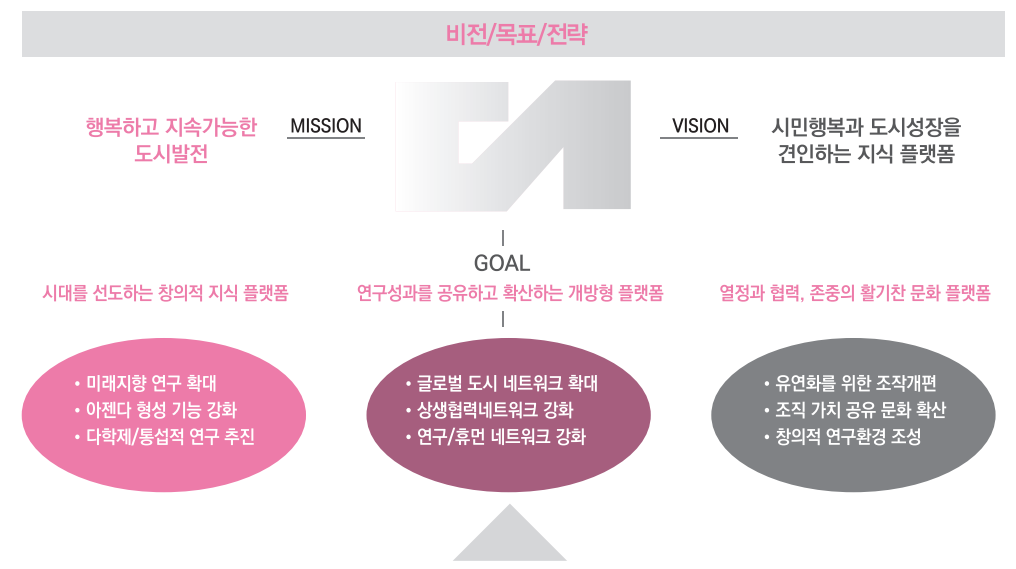 비전/목표/전략
행복하고 지속가능한
도시발전
MISSION
VISION
시민행복과 도시성장을
견인하는 지식 플랫폼
GOAL
시대를 선도하는 창의적 지식 플랫폼
연구성과를 공유하고 확산하는 개방형 플랫폼
열정과 협력, 존중의 활기찬 문화 플랫폼
• 미래지향 연구 확대
• 아젠다 형성 기능 강화
• 다학제/통섭적 연구 추진
• 글로벌 도시 네트워크 확대
• 상생협력네트워크 강화
• 연구/휴먼 네트워크 강화
• 유연화를 위한 조작개편
• 조직 가치 공유 문화 확산
• 창의적 연구환경 조성